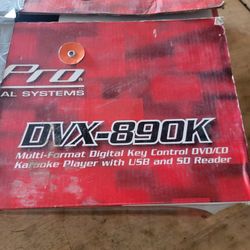 Pro
AL SYSTEMS
DVX-890K
Multi-Format Digital Key Control DVD/CD
Karaoke Player with USB and SD Reader